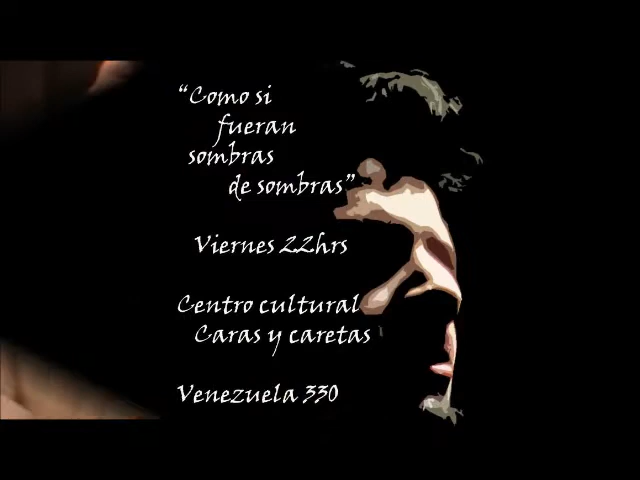 “Como si
fueran
sombras
de sombras”
Viernes 22hrs
Centro cultural
Caras y caretas
Venezuela 330